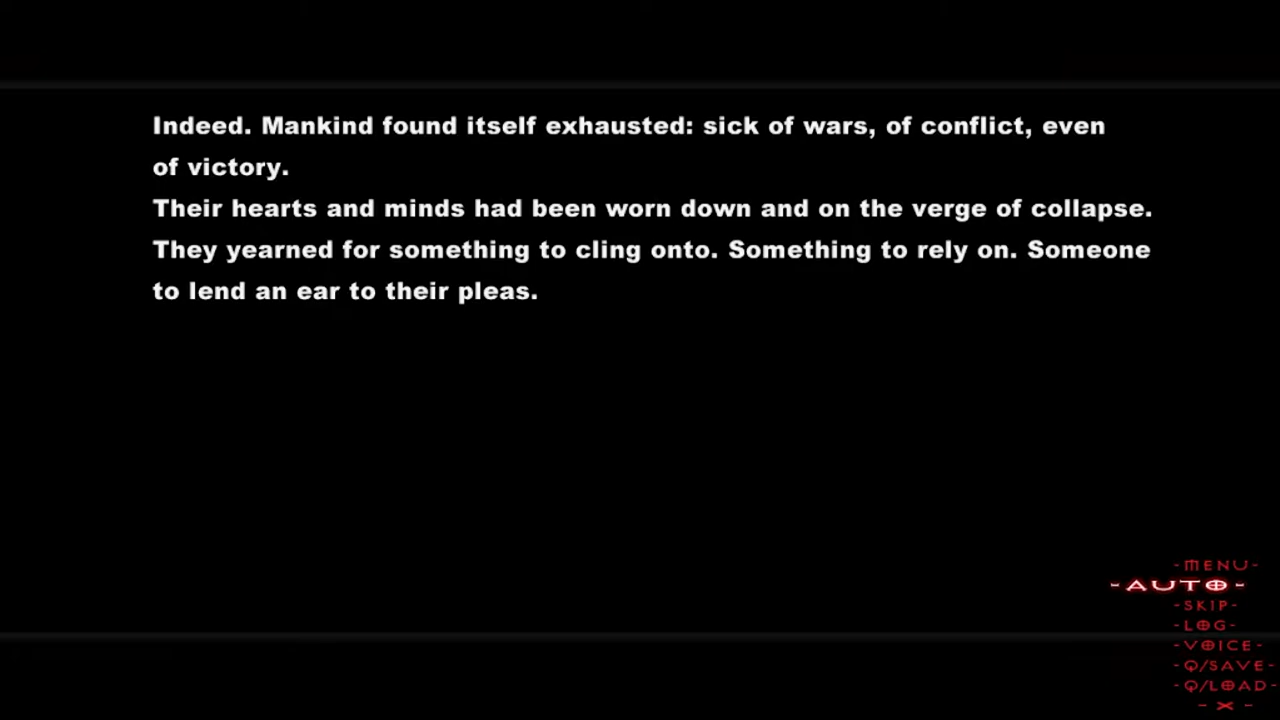 Indeed. Mankind found itself exhausted: sick of wars, of conflict, even
of victory.
Their hearts and minds had been worn down and on the verge of collapse.
They yearned for something to cling onto. Something to rely on. Someone
to lend an ear to their pleas.
-MENU-
-AUTO-
-SKIP-
-LOG-
-VOICE-
-Q/SAVE-
-Q/LOAD-
-×-